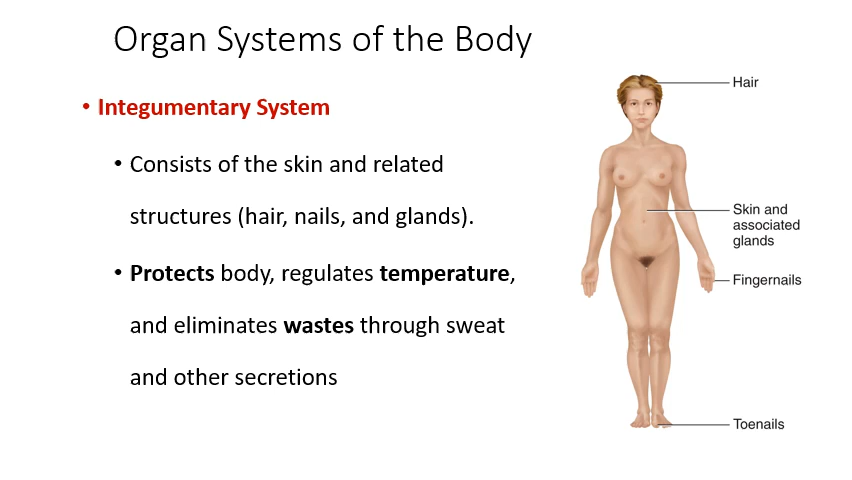 Organ Systems of the Body
• Integumentary System
• Consists of the skin and related
structures (hair, nails, and glands).
• Protects body, regulates temperature,
and eliminates wastes through sweat
and other secretions
Hair
Skin and
associated
glands
Fingernails
Toenails